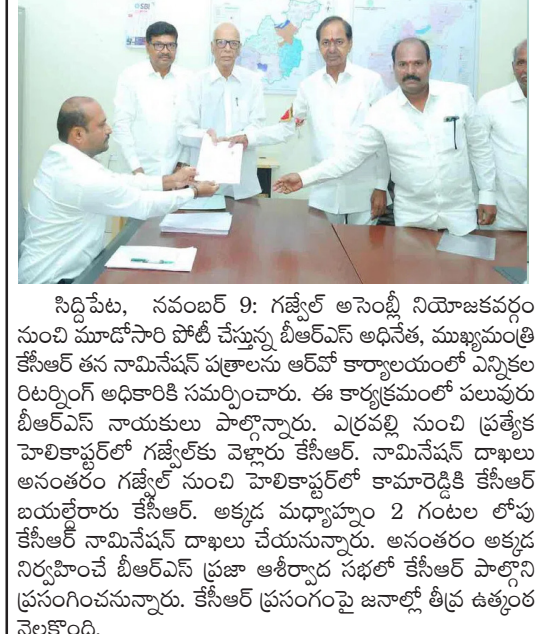 సిద్దిపేట, నవంబర్ 9: గజ్వేల్ అసెంబ్లీ నియోజకవర్గం
నుంచి మూడోసారి పోటీ చేస్తున్న బీఆర్ఎస్ అధినేత, ముఖ్యమంత్రి
కేసీఆర్ తన నామినేషన్ పత్రాలను ఆర్‌వో కార్యాలయంలో ఎన్నికల
రిటర్నింగ్ అధికారికి సమర్పించారు. ఈ కార్యక్రమంలో పలువురు
బీఆర్ఎస్ నాయకులు పాల్గొన్నారు. ఎర్రవల్లి నుంచి ప్రత్యేక
హెలికాప్టర్‌లో గజ్వేల్‌కు వెళ్లారు కేసీఆర్. నామినేషన్ దాఖలు
అనంతరం గజ్వేల్ నుంచి హెలికాప్టర్‌లో కామారెడ్డికి కేసీఆర్
బయల్దేరారు కేసీఆర్. అక్కడ మధ్యాహ్నం 2 గంటల లోపు
కేసీఆర్ నామినేషన్ దాఖలు చేయనున్నారు. అనంతరం అక్కడ
నిర్వహించే బీఆర్ఎస్ ప్రజా ఆశీర్వాద సభలో కేసీఆర్ పాల్గొని
ప్రసంగించనున్నారు. కేసీఆర్ ప్రసంగంపై జనాల్లో తీవ్ర ఉత్కంఠ
నెలకొంది.